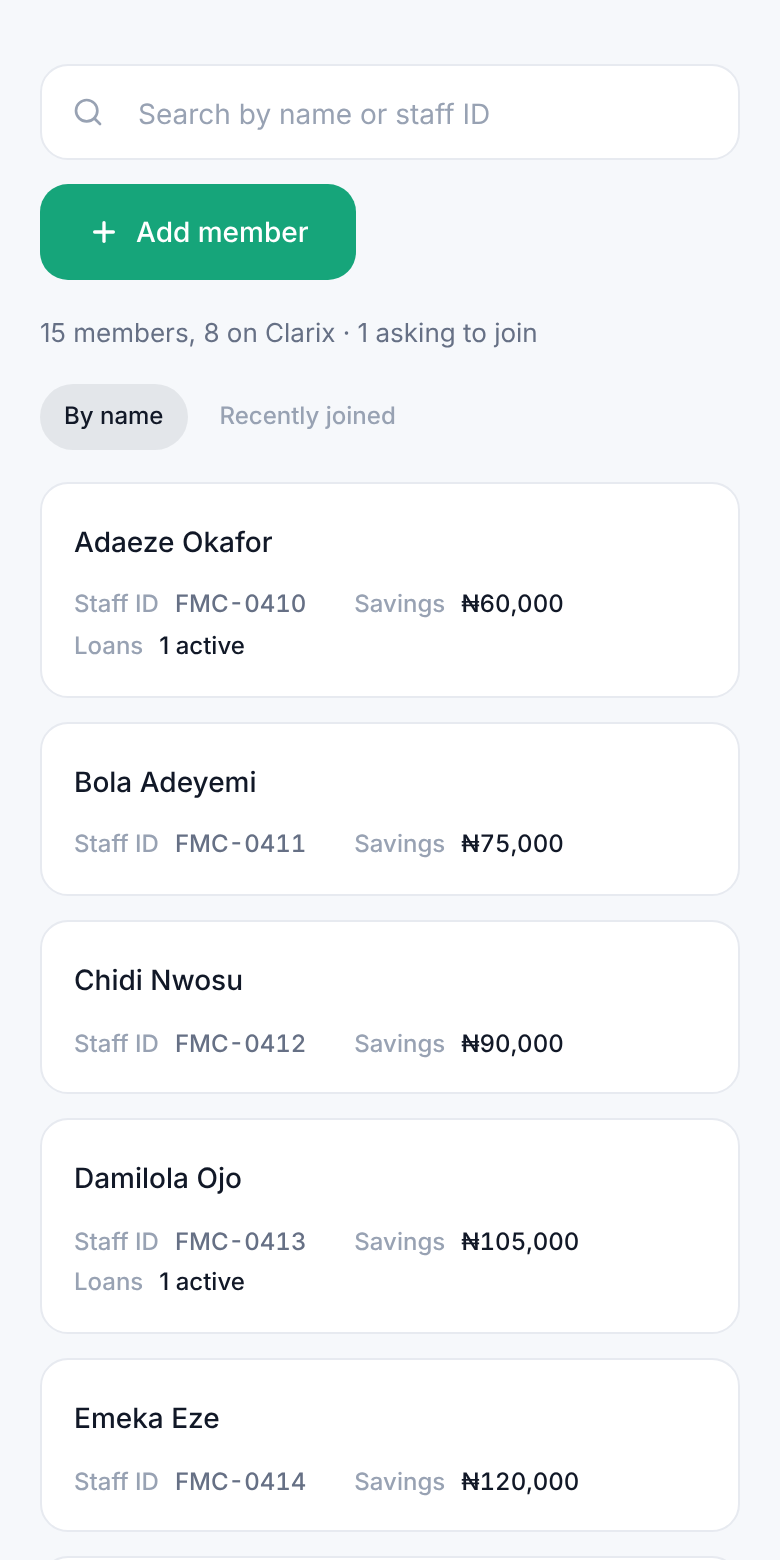 Search by name or staff ID
+ Add member
15 members, 8 on Clarix · 1 asking to join
By name Recently joined
Adaeze Okafor
Staff ID FMC-0410 Savings ₦60,000
Loans 1 active
Bola Adeyemi
Staff ID FMC-0411 Savings ₦75,000
Chidi Nwosu
Staff ID FMC-0412 Savings ₦90,000
Damilola Ojo
Staff ID FMC-0413 Savings ₦105,000
Loans 1 active
Emeka Eze
Staff ID FMC-0414 Savings ₦120,000